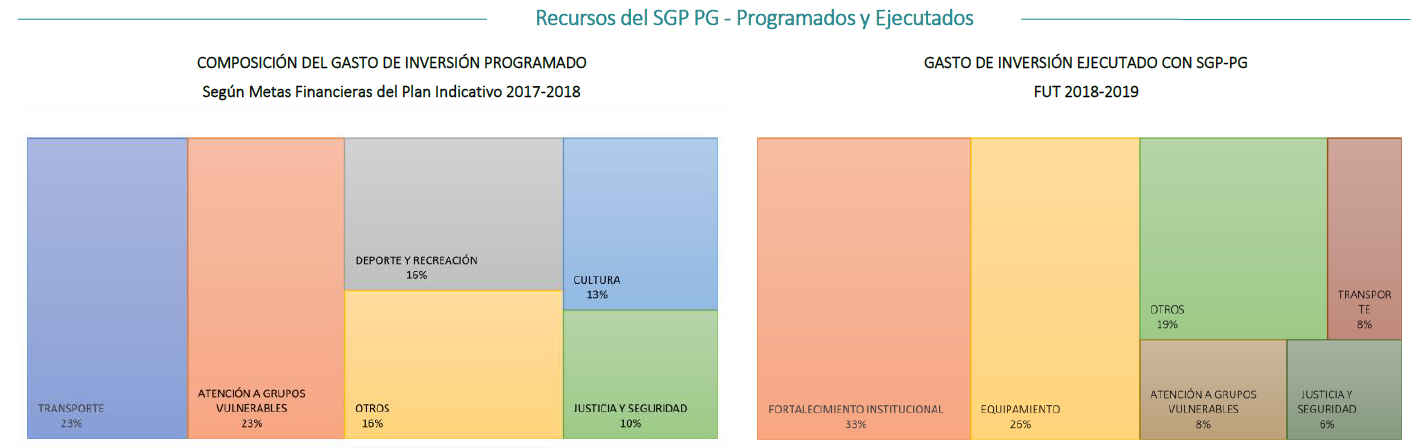 Recursos del SGP PG - Programados y Ejecutados
COMPOSICIÓN DEL GASTO DE INVERSIÓN PROGRAMADO
Según Metas Financieras del Plan Indicativo 2017-2018
TRANSPORTE
23%
ATENCIÓN A GRUPOS
VULNERABLES
23%
DEPORTE Y RECREACIÓN
16%
OTROS
16%
CULTURA
13%
JUSTICIA Y SEGURIDAD
10%
GASTO DE INVERSIÓN EJECUTADO CON SGP-PG
FUT 2018-2019
FORTALECIMIENTO INSTITUCIONAL
33%
EQUIPAMIENTO
26%
OTROS
19%
TRANSPOR
TE
8%
ATENCIÓN A GRUPOS
VULNERABLES
8%
JUSTICIA Y
SEGURIDAD
6%